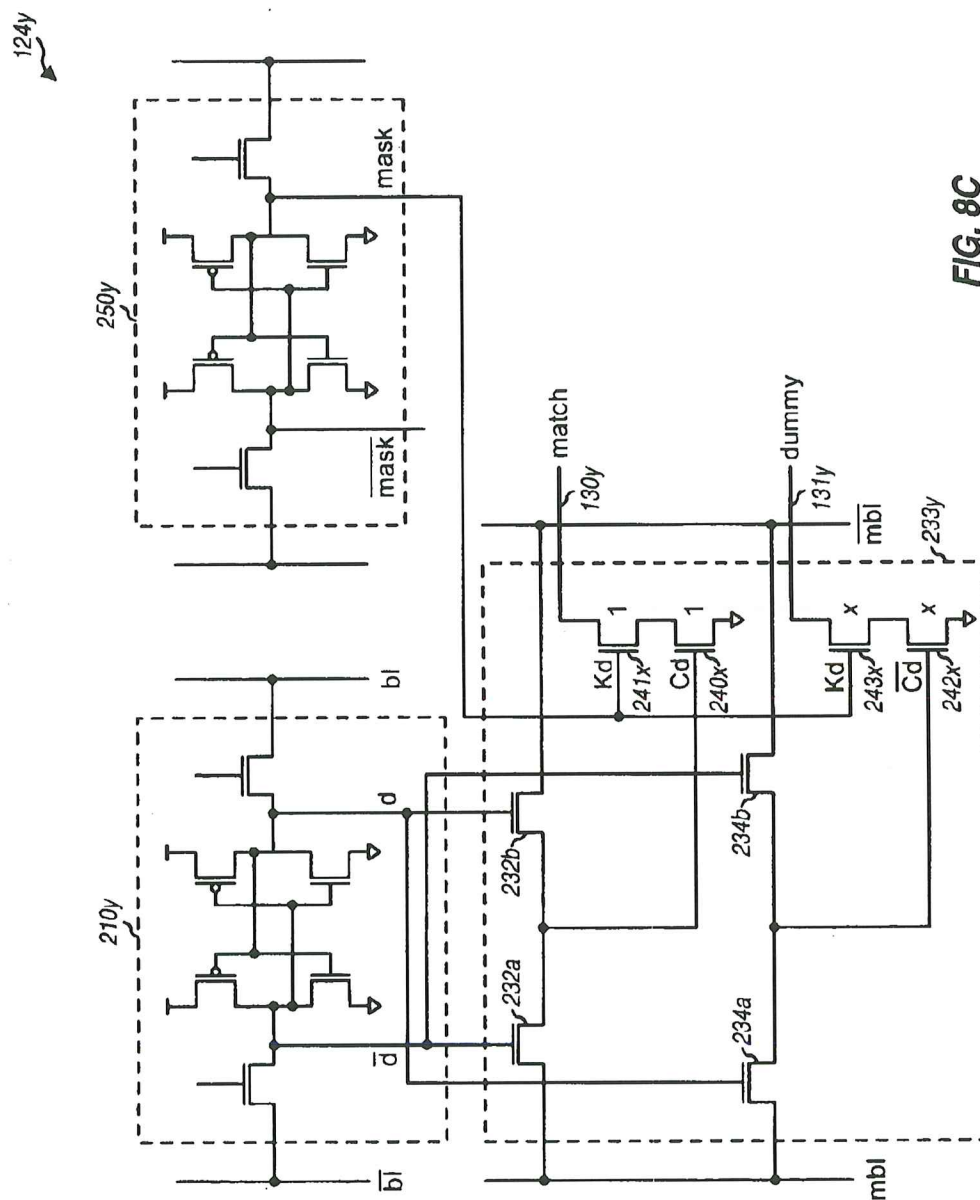 124y
210y
250y
mask
mask
bl
bl
d
d
232a
232b
234a
234b
match
130y
Kd
1
241x
Cd
1
240x
dummy
131y
Kd
x
243x
Cd
x
242x
mbl
mbl
233y
FIG. 8C